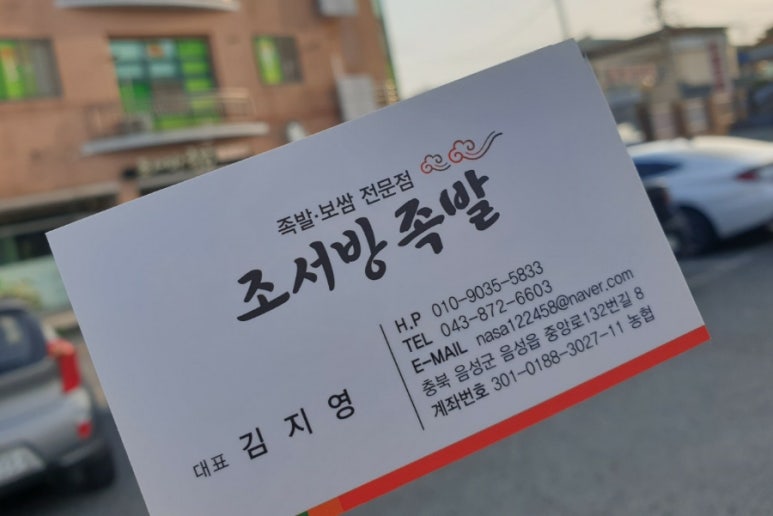 족발·보쌈 전문점
조서방족발
H.P 010-9035-5833
TEL 043-872-6603
E-MAIL nasa122458@naver.com
충북 음성군 음성읍 중앙로132번길 8
계좌번호 301-0188-3027-11 농협
대표 김지영